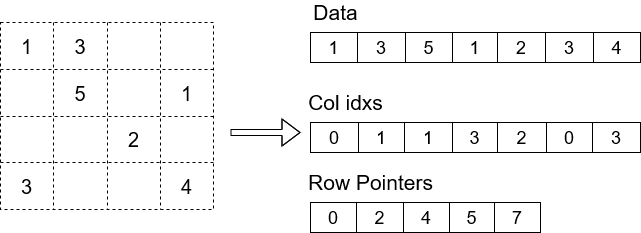 1 3
5 1
2
3 4
Data
1 3 5 1 2 3 4
Col idxs
0 1 1 3 2 0 3
Row Pointers
0 2 4 5 7